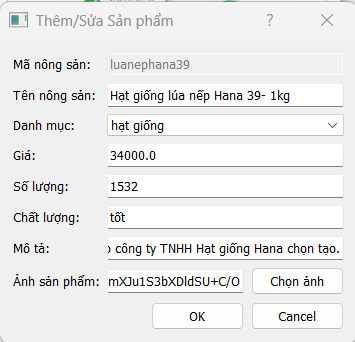 Thêm/Sửa Sản phẩm
Mã nông sản: luanephana39
Tên nông sản: Hạt giống lúa nếp Hana 39- 1kg
Danh mục: hạt giống
Giá: 34000.0
Số lượng: 1532
Chất lượng: tốt
Mô tả: công ty TNHH Hạt giống Hana chọn tạo.
Ảnh sản phẩm: mXJu1S3bXDldSU+C/O Chọn ảnh
OK Cancel